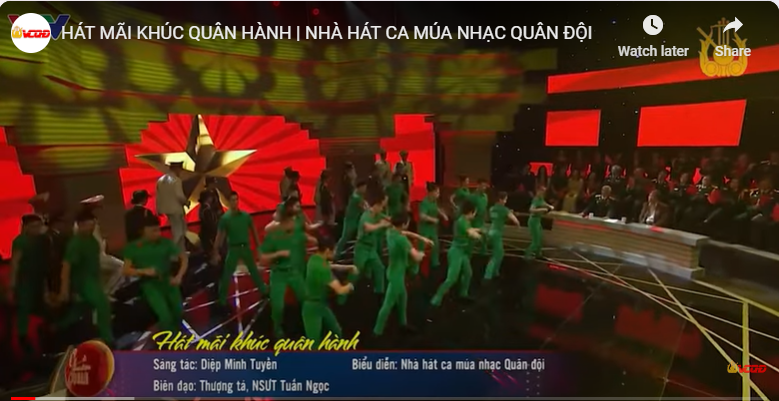 HÁT MÃI KHÚC QUÂN HÀNH | NHÀ HÁT CA MÚA NHẠC QUÂN ĐỘI
Watch later
Share
Hát mãi khúc quân hành
Sáng tác: Diệp Minh Tuyền
Biểu diễn: Nhà hát ca múa nhạc Quân đội
Biên đạo: Thượng tá, NSƯT Tuấn Ngọc